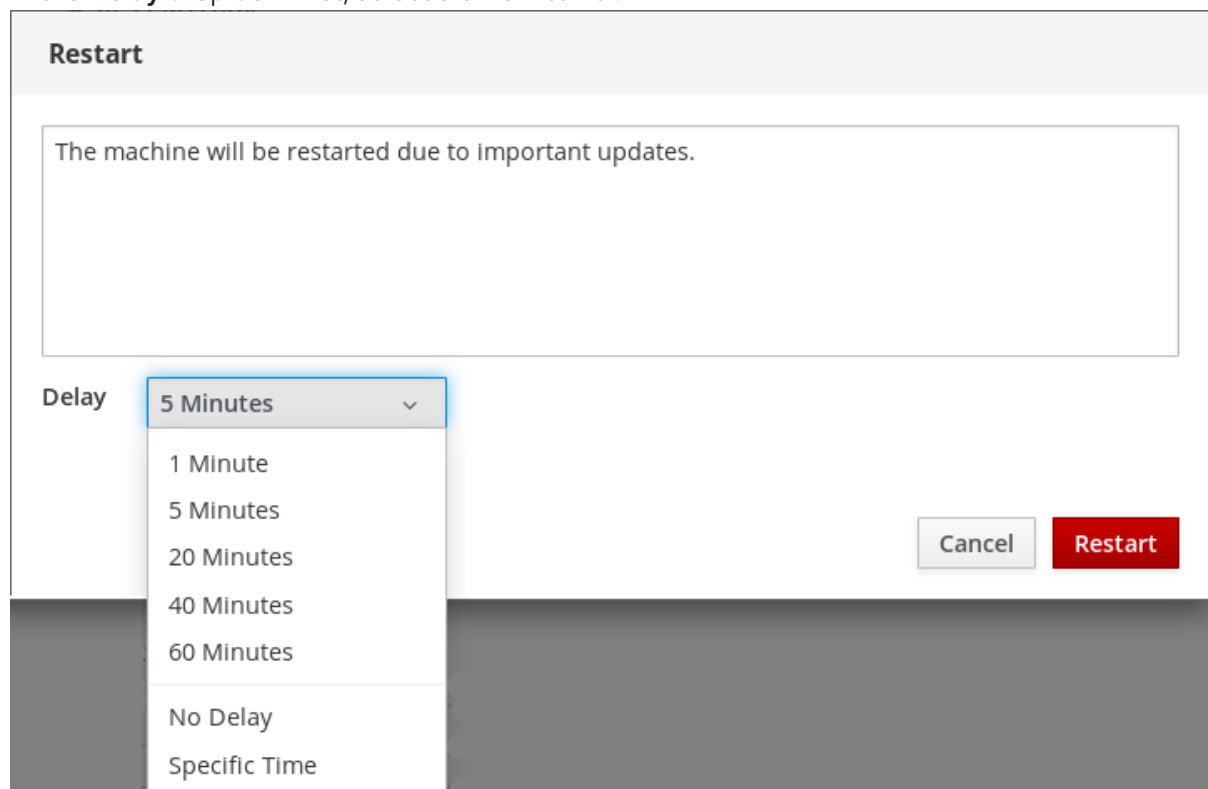 Restart
The machine will be restarted due to important updates.
Delay
5 Minutes
1 Minute
5 Minutes
20 Minutes
40 Minutes
60 Minutes
No Delay
Specific Time
Cancel
Restart